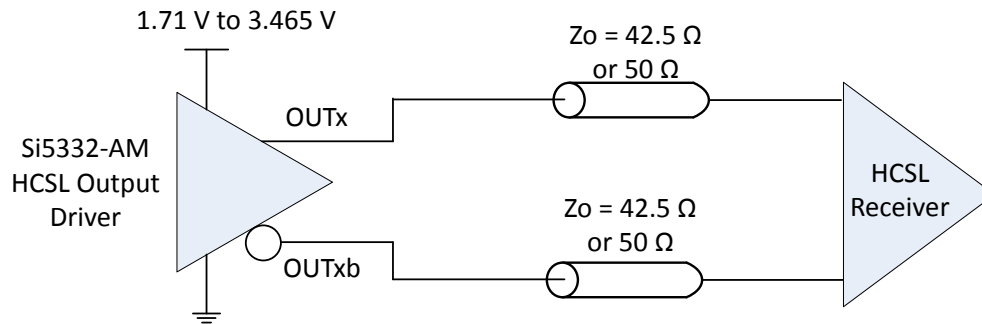 1.71 V to 3.465 V
Zo = 42.5 Ω
or 50 Ω
OUTx
Si5332-AM
HCSL Output
Driver
HCSL
Receiver
Zo = 42.5 Ω
or 50 Ω
OUTxb